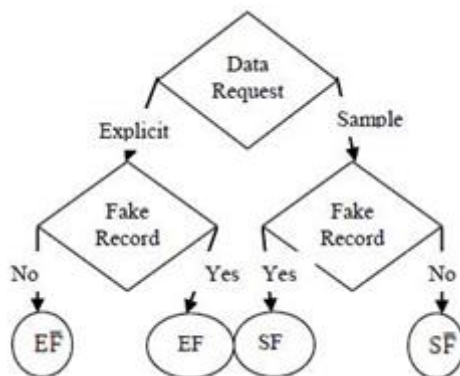 Data
Request
Explicit
Sample
Fake
Record
Fake
Record
No
Yes
Yes
No
EF̅
EF
SF
SF̅